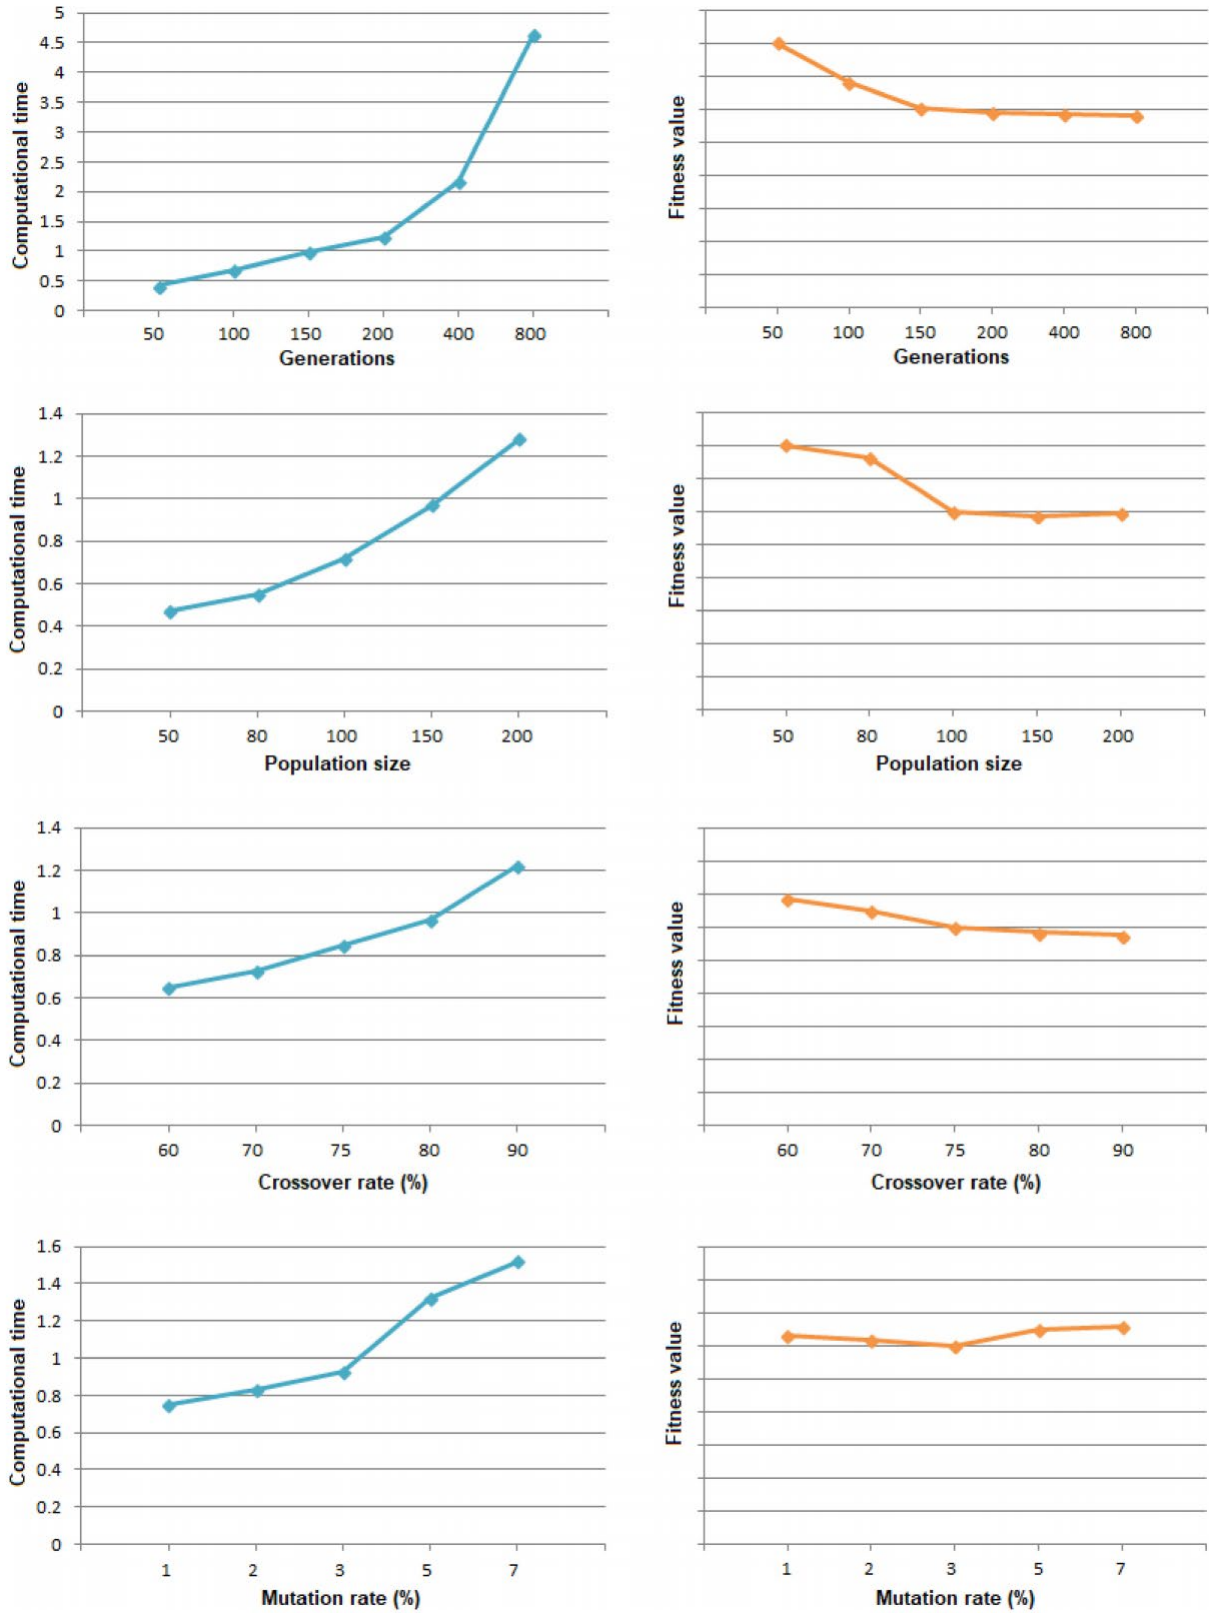 5
4.5
4
3.5
3
2.5
2
1.5
1
0.5
0
Computational time
50 100 150 200 400 800
Generations
Fitness value
50 100 150 200 400 800
Generations
1.4
1.2
1
0.8
0.6
0.4
0.2
0
Computational time
50 80 100 150 200
Population size
Fitness value
50 80 100 150 200
Population size
1.4
1.2
1
0.8
0.6
0.4
0.2
0
Computational time
60 70 75 80 90
Crossover rate (%)
Fitness value
60 70 75 80 90
Crossover rate (%)
1.6
1.4
1.2
1
0.8
0.6
0.4
0.2
0
Computational time
1 2 3 5 7
Mutation rate (%)
Fitness value
1 2 3 5 7
Mutation rate (%)